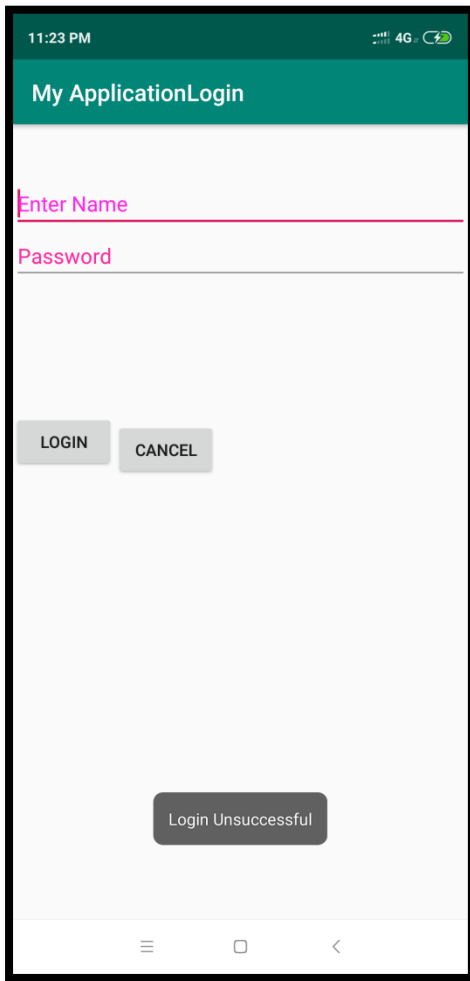 11:23 PM 4G
My ApplicationLogin
Enter Name
Password
LOGIN
CANCEL
Login Unsuccessful